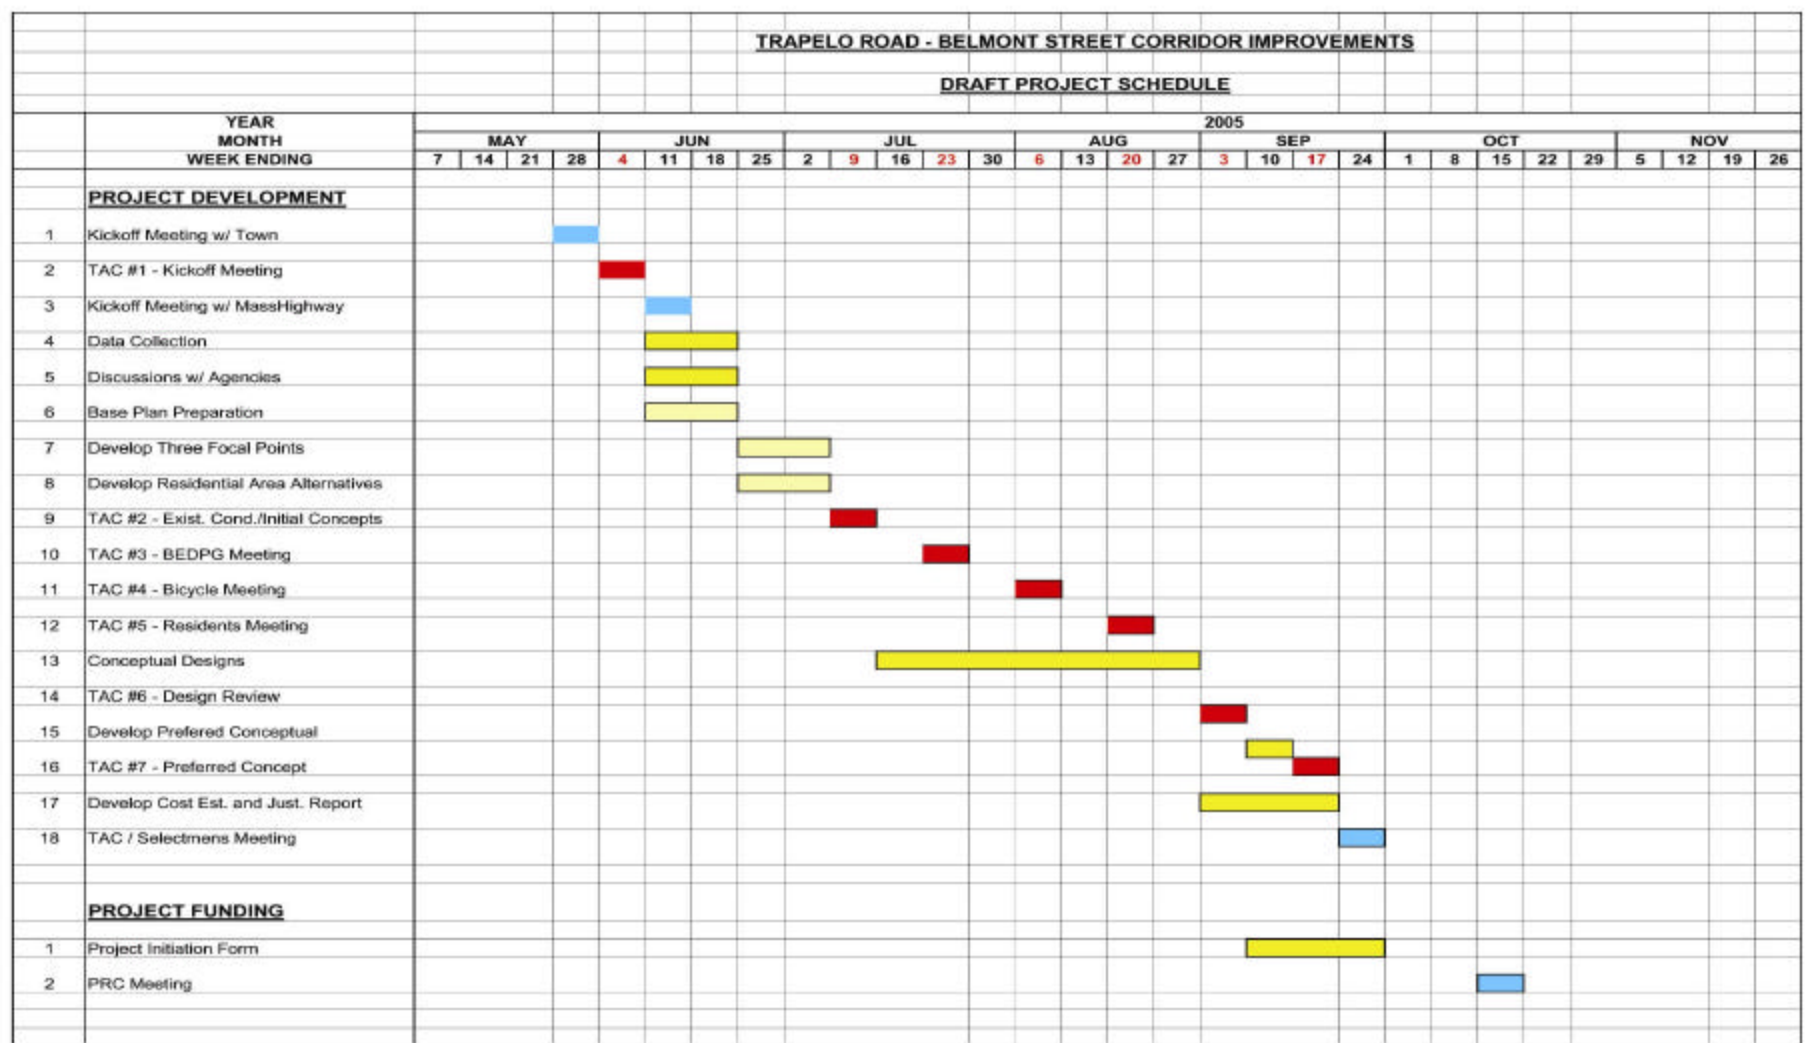 TRAPELO ROAD - BELMONT STREET CORRIDOR IMPROVEMENTS
DRAFT PROJECT SCHEDULE
YEAR 2005
MONTH MAY JUN JUL AUG SEP OCT NOV
WEEK ENDING 7 14 21 28 4 11 18 25 2 9 16 23 30 6 13 20 27 3 10 17 24 1 8 15 22 29 5 12 19 26
PROJECT DEVELOPMENT
1 Kickoff Meeting w/ Town
2 TAC #1 - Kickoff Meeting
3 Kickoff Meeting w/ MassHighway
4 Data Collection
5 Discussions w/ Agencies
6 Base Plan Preparation
7 Develop Three Focal Points
8 Develop Residential Area Alternatives
9 TAC #2 - Exist. Cond./Initial Concepts
10 TAC #3 - BEDPG Meeting
11 TAC #4 - Bicycle Meeting
12 TAC #5 - Residents Meeting
13 Conceptual Designs
14 TAC #6 - Design Review
15 Develop Prefered Conceptual
16 TAC #7 - Preferred Concept
17 Develop Cost Est. and Just. Report
18 TAC / Selectmens Meeting
PROJECT FUNDING
1 Project Initiation Form
2 PRC Meeting